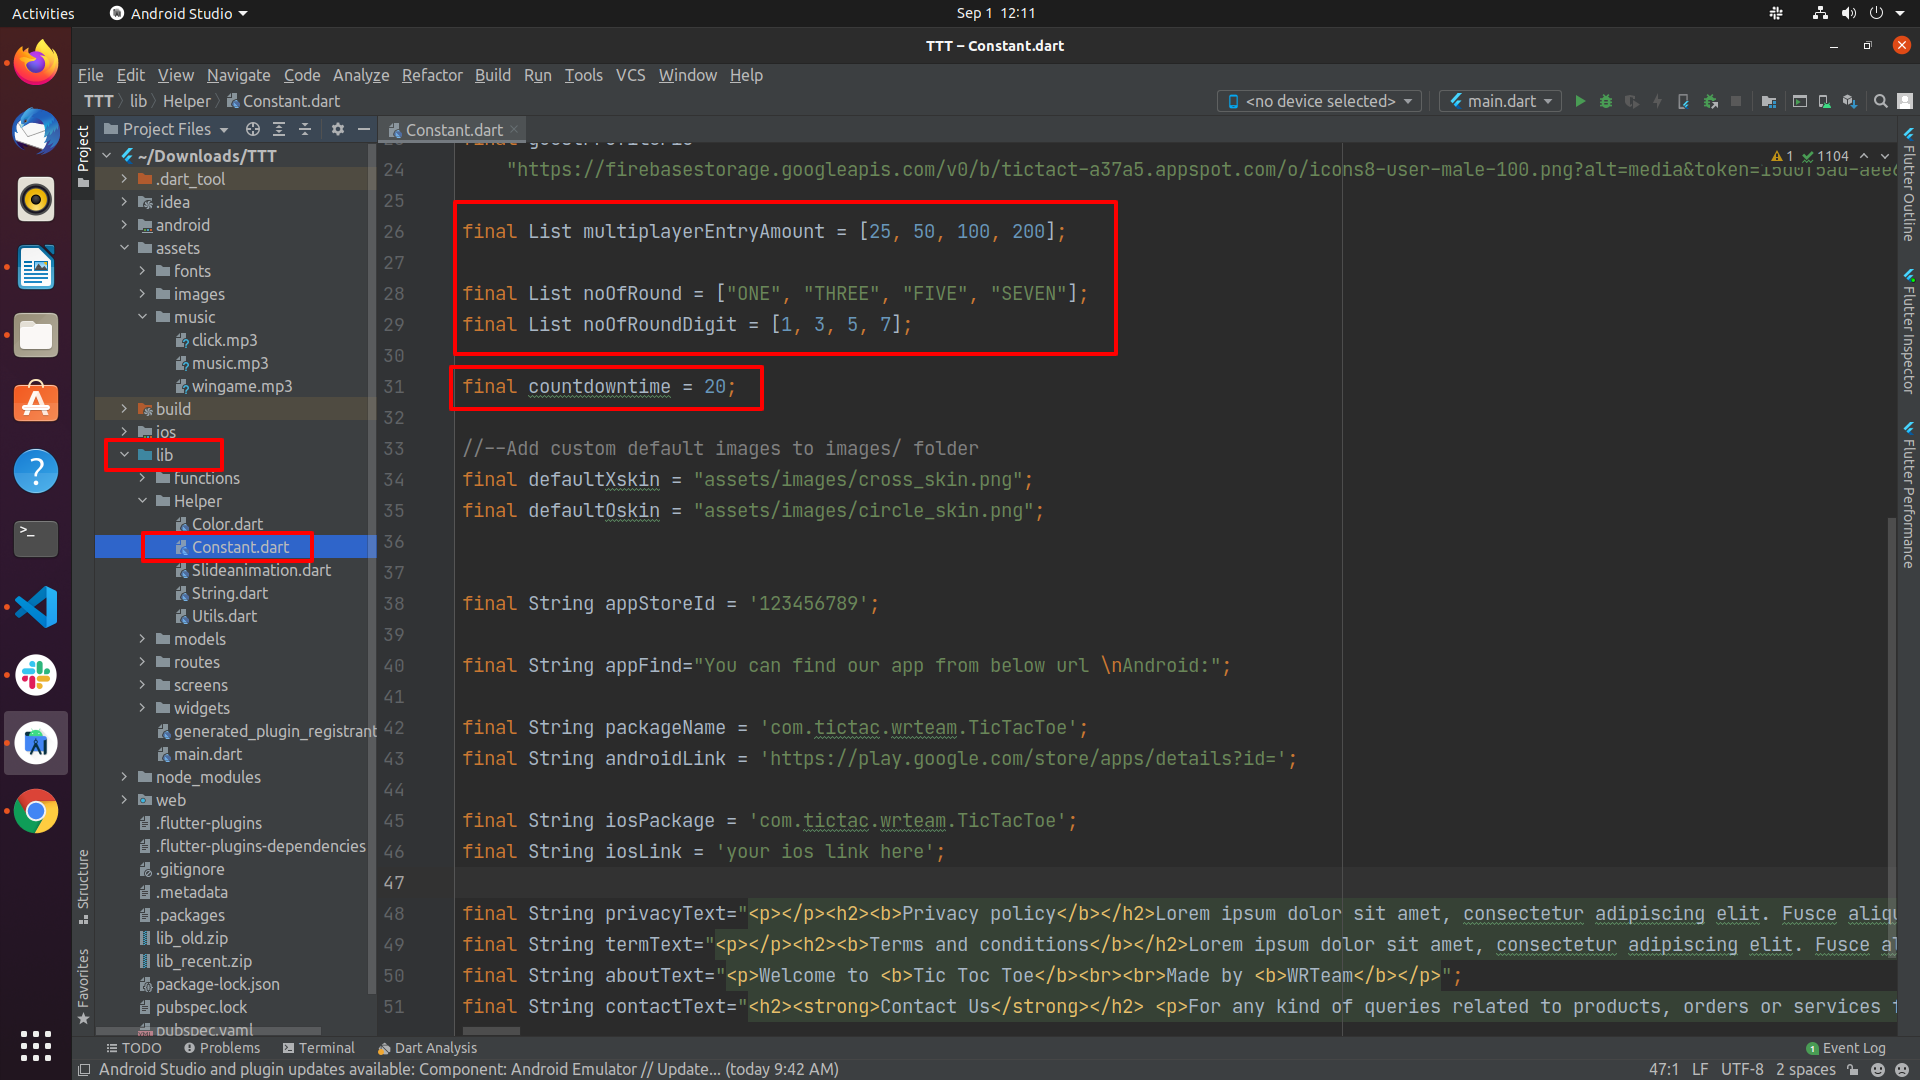 Activities
Android Studio
Sep 1 12:11
TTT – Constant.dart
File Edit View Navigate Code Analyze Refactor Build Run Tools VCS Window Help
TTT lib Helper Constant.dart
<no device selected> main.dart
Project Files
Constant.dart
Project
~/Downloads/TTT
.dart_tool
.idea
android
assets
fonts
images
music
click.mp3
music.mp3
wingame.mp3
build
ios
lib
functions
Helper
Color.dart
Constant.dart
Slideanimation.dart
String.dart
Utils.dart
models
routes
screens
widgets
generated_plugin_registrant
main.dart
node_modules
web
.flutter-plugins
.flutter-plugins-dependencies
.gitignore
.metadata
.packages
lib_old.zip
lib_recent.zip
package-lock.json
pubspec.lock
pubspec.yaml
Structure
Favorites
1 1104
24 "https://firebasestorage.googleapis.com/v0/b/tictact-a37a5.appspot.com/o/icons8-user-male-100.png?alt=media&token=
25
26 final List multiplayerEntryAmount = [25, 50, 100, 200];
27
28 final List noOfRound = ["ONE", "THREE", "FIVE", "SEVEN"];
29 final List noOfRoundDigit = [1, 3, 5, 7];
30
31 final countdowntime = 20;
32
33 //--Add custom default images to images/ folder
34 final defaultXskin = "assets/images/cross_skin.png";
35 final defaultOskin = "assets/images/circle_skin.png";
36
37
38 final String appStoreId = '123456789';
39
40 final String appFind="You can find our app from below url \nAndroid:";
41
42 final String packageName = 'com.tictac.wrteam.TicTacToe';
43 final String androidLink = 'https://play.google.com/store/apps/details?id=';
44
45 final String iosPackage = 'com.tictac.wrteam.TicTacToe';
46 final String iosLink = 'your ios link here';
47
48 final String privacyText="<p></p><h2><b>Privacy policy</b></h2>Lorem ipsum dolor sit amet, consectetur adipiscing elit. Fusce aliqu
49 final String termText="<p></p><h2><b>Terms and conditions</b></h2>Lorem ipsum dolor sit amet, consectetur adipiscing elit. Fusce al
50 final String aboutText="<p>Welcome to <b>Tic Toc Toe</b><br><br>Made by <b>WRTeam</b></p>";
51 final String contactText="<h2><strong>Contact Us</strong></h2> <p>For any kind of queries related to products, orders or services f
Flutter Outline
Flutter Inspector
Flutter Performance
TODO Problems Terminal Dart Analysis
1 Event Log
Android Studio and plugin updates available: Component: Android Emulator // Update... (today 9:42 AM)
47:1 LF UTF-8 2 spaces